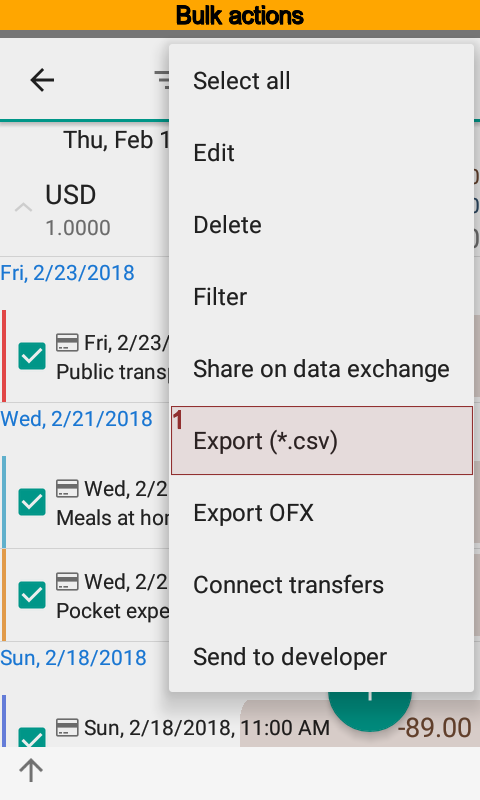 Bulk actions
Thu, Feb 1
USD
1.0000
Fri, 2/23/2018
Fri, 2/23/
Public transp
Wed, 2/21/2018
Wed, 2/2
Meals at hor
Wed, 2/2
Pocket expe
Sun, 2/18/2018
Sun, 2/18/2018, 11:00 AM
-89.00
Select all
Edit
Delete
Filter
Share on data exchange
1
Export (*.csv)
Export OFX
Connect transfers
Send to developer